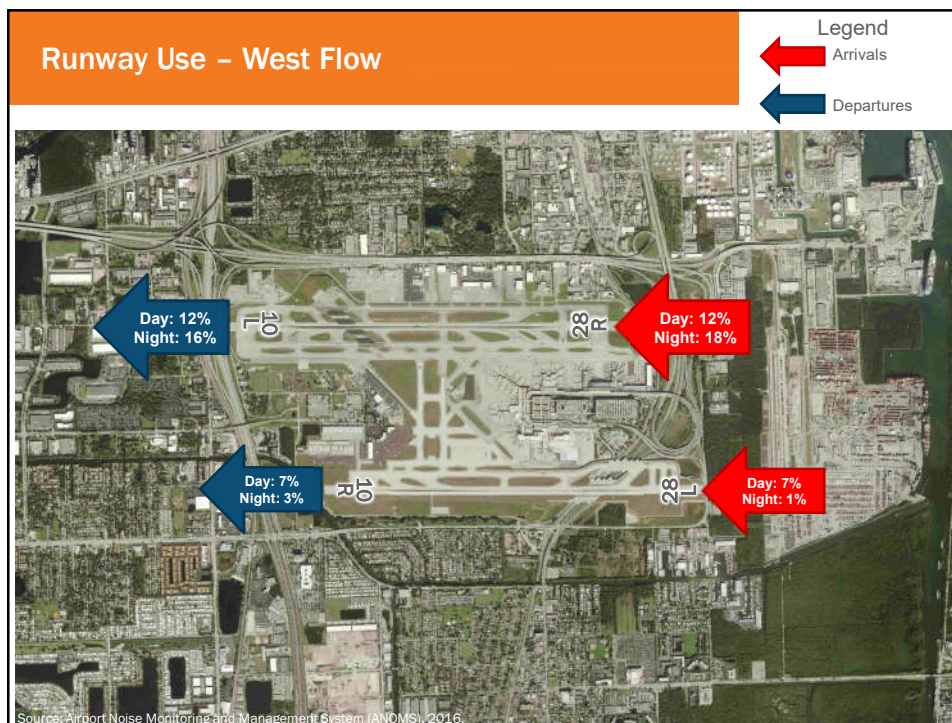 Runway Use – West Flow
Legend
Arrivals
Departures
Day: 12%
Night: 16%
10
L
28
R
Day: 12%
Night: 18%
Day: 7%
Night: 3%
10
R
28
L
Day: 7%
Night: 1%
Source: Airport Noise Monitoring and Management System (ANOMS), 2016.